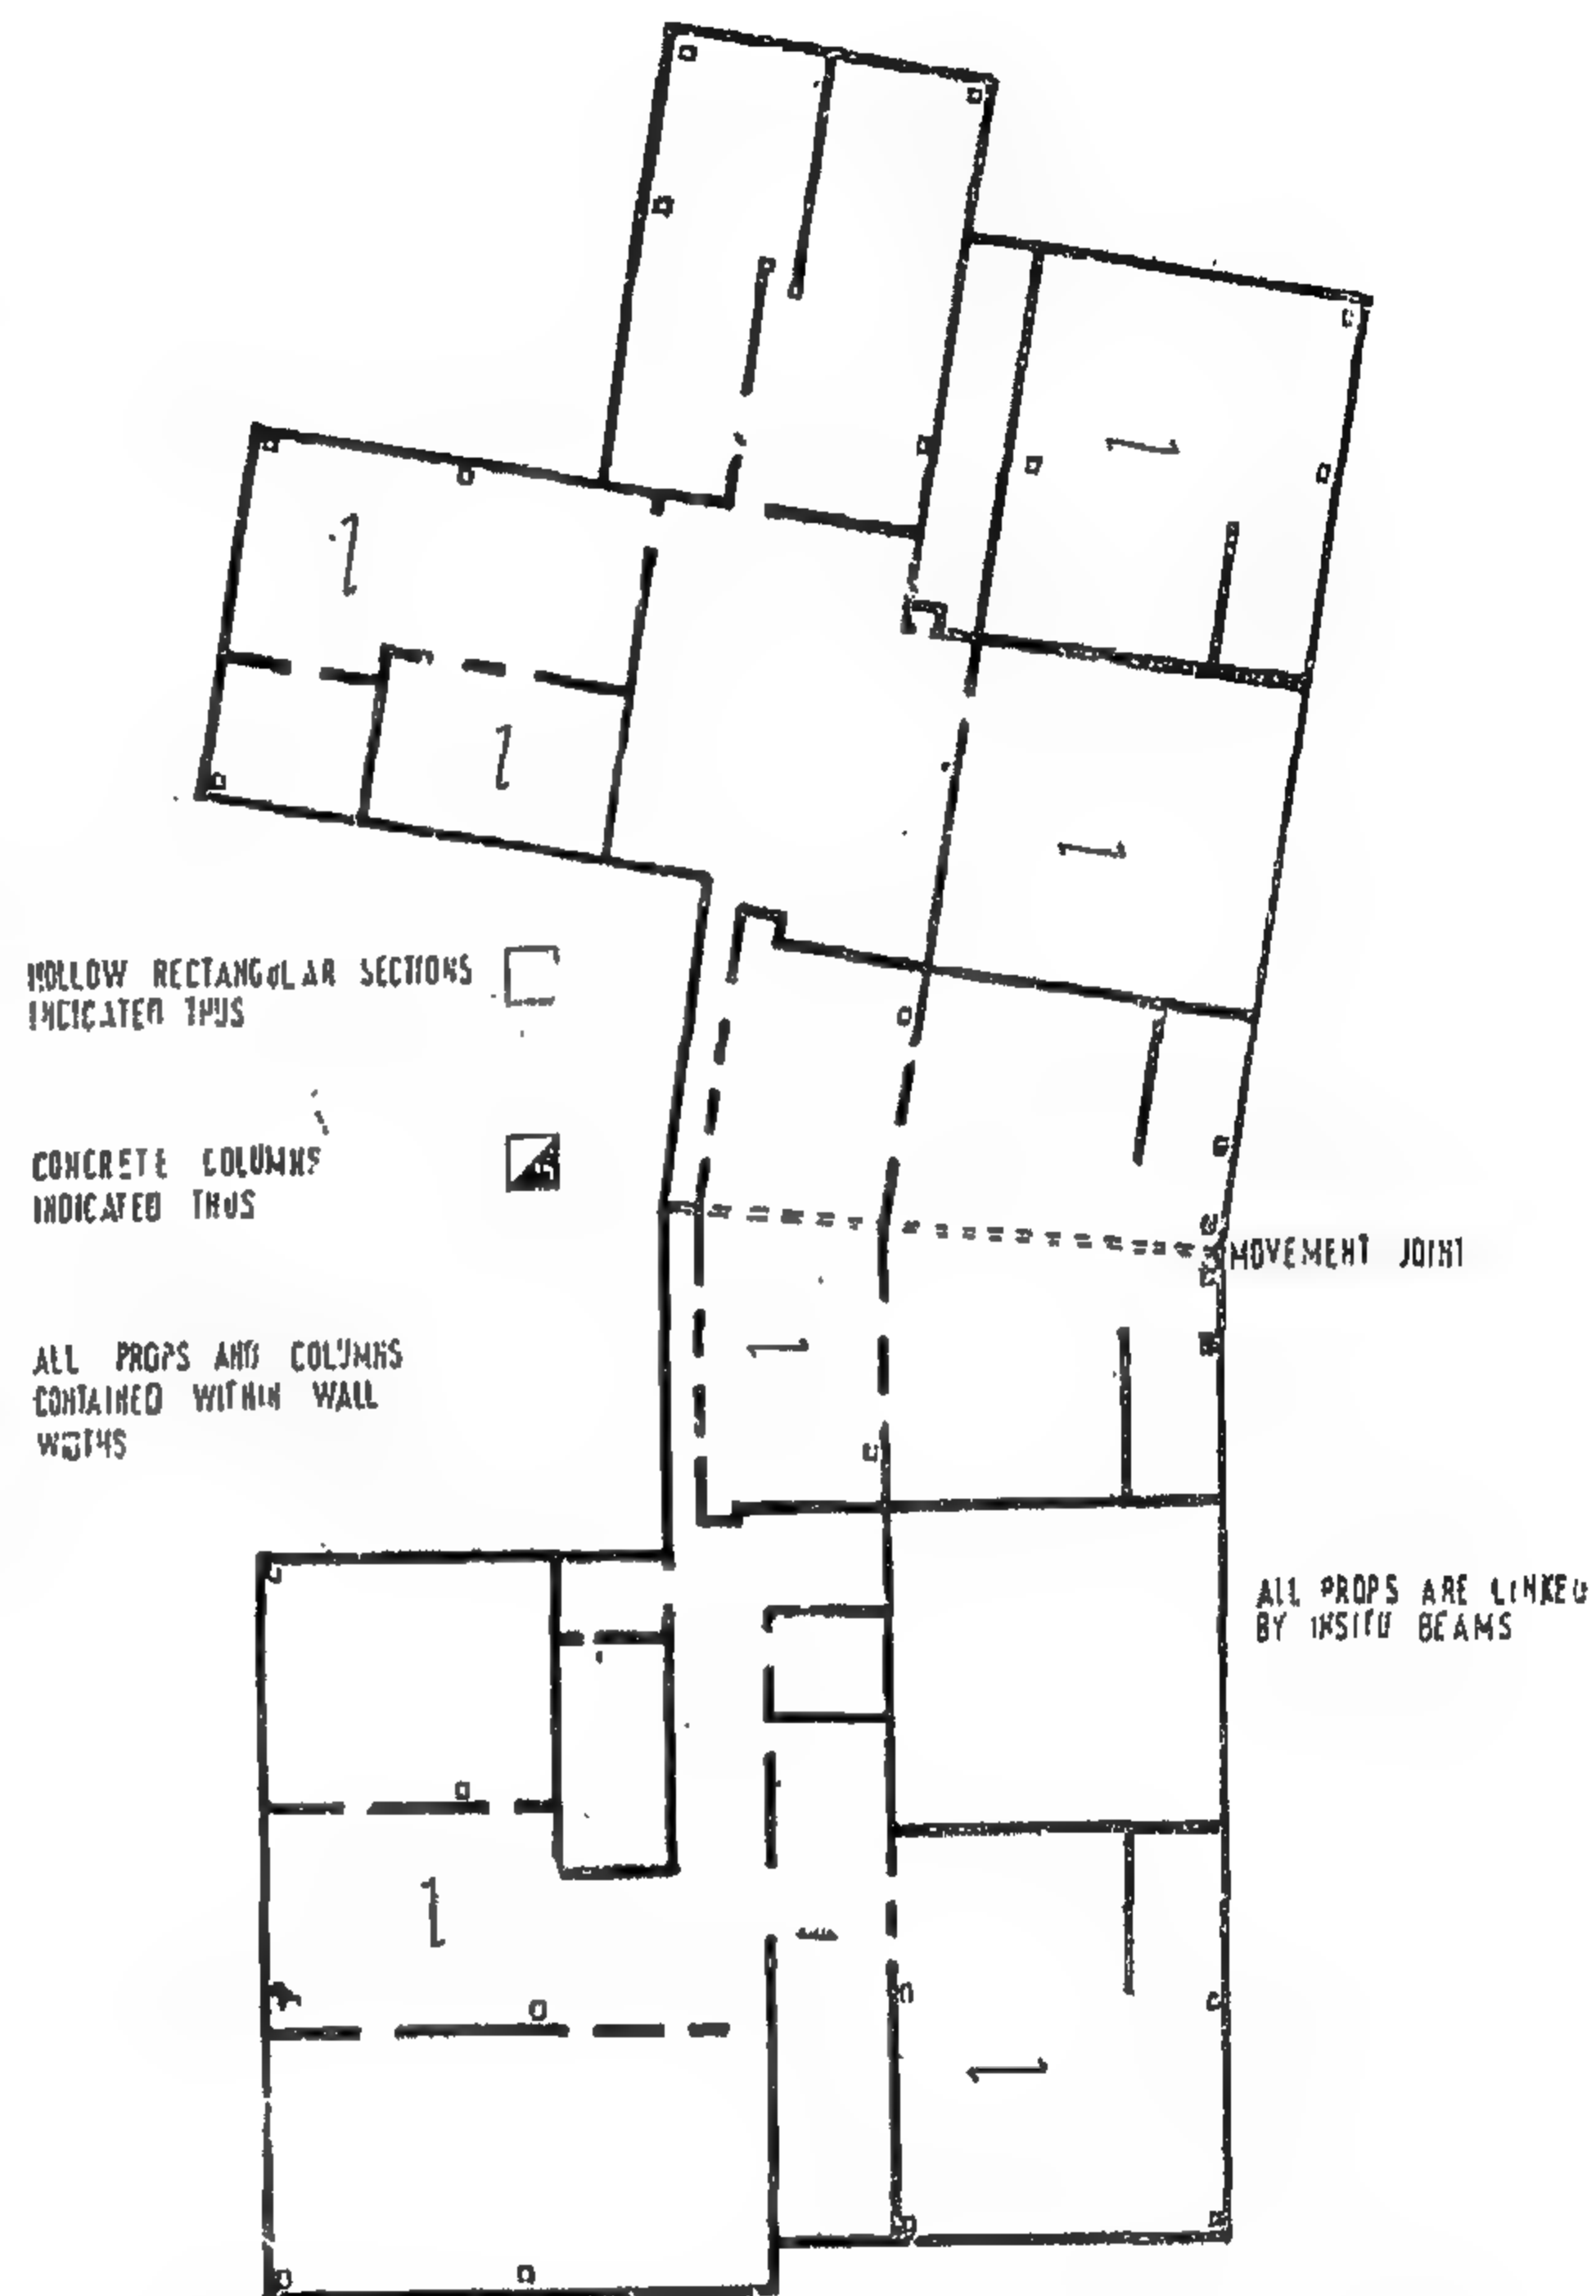 HOLLOW RECTANGULAR SECTIONS
INDICATED THUS
CONCRETE COLUMNS
INDICATED THUS
ALL PROPS AND COLUMNS
CONTAINED WITHIN WALL
WIDTHS
MOVEMENT JOINT
ALL PROPS ARE LINKED
BY INSITU BEAMS